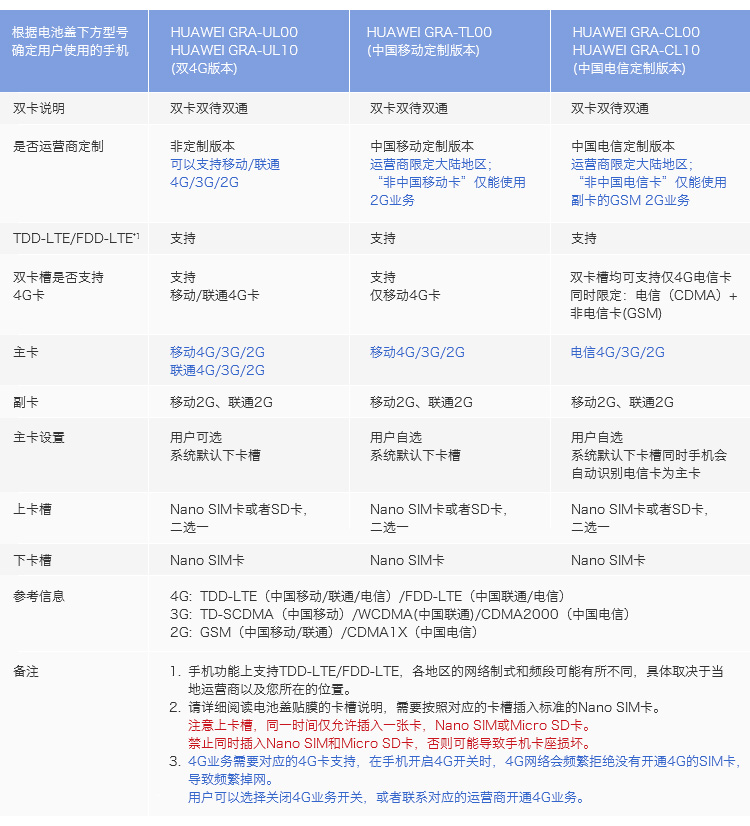 根据电池盖下方型号
确定用户使用的手机
HUAWEI GRA-UL00
HUAWEI GRA-UL10
(双4G版本)
HUAWEI GRA-TL00
(中国移动定制版本)
HUAWEI GRA-CL00
HUAWEI GRA-CL10
(中国电信定制版本)
双卡说明
双卡双待双通
双卡双待双通
双卡双待双通
是否运营商定制
非定制版本
可以支持移动/联通
4G/3G/2G
中国移动定制版本
运营商限定大陆地区；
“非中国移动卡”仅能使用
2G业务
中国电信定制版本
运营商限定大陆地区；
“非中国电信卡”仅能使用
副卡的GSM 2G业务
TDD-LTE/FDD-LTE*1
支持
支持
支持
双卡槽是否支持
4G卡
支持
移动/联通4G卡
支持
仅移动4G卡
双卡槽均可支持仅4G电信卡
同时限定：电信（CDMA）+
非电信卡(GSM)
主卡
移动4G/3G/2G
联通4G/3G/2G
移动4G/3G/2G
电信4G/3G/2G
副卡
移动2G、联通2G
移动2G、联通2G
移动2G、联通2G
主卡设置
用户可选
系统默认下卡槽
用户自选
系统默认下卡槽
用户自选
系统默认下卡槽同时手机会
自动识别电信卡为主卡
上卡槽
Nano SIM卡或者SD卡，
二选一
Nano SIM卡或者SD卡，
二选一
Nano SIM卡或者SD卡，
二选一
下卡槽
Nano SIM卡
Nano SIM卡
Nano SIM卡
参考信息
4G：TDD-LTE（中国移动/联通/电信）/FDD-LTE（中国联通/电信）
3G：TD-SCDMA（中国移动）/WCDMA(中国联通)/CDMA2000（中国电信）
2G：GSM（中国移动/联通）/CDMA1X（中国电信）
备注
1. 手机功能上支持TDD-LTE/FDD-LTE，各地区的网络制式和频段可能有所不同，具体取决于当
地运营商以及您所在的位置。
2. 请详细阅读电池盖贴膜的卡槽说明，需要按照对应的卡槽插入标准的Nano SIM卡。
注意上卡槽，同一时间仅允许插入一张卡，Nano SIM或Micro SD卡。
禁止同时插入Nano SIM和Micro SD卡，否则可能导致手机卡座损坏。
3. 4G业务需要对应的4G卡支持，在手机开启4G开关时，4G网络会频繁拒绝没有开通4G的SIM卡，
导致频繁掉网。
用户可以选择关闭4G业务开关，或者联系对应的运营商开通4G业务。